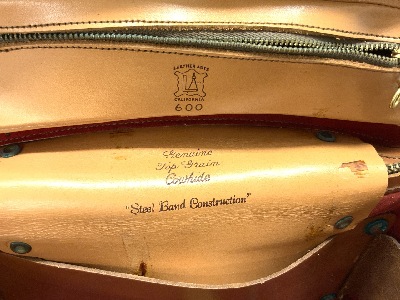 CALIFORNIA
600
Genuine
Top Grain
Cowhide
"Steel Band Construction"